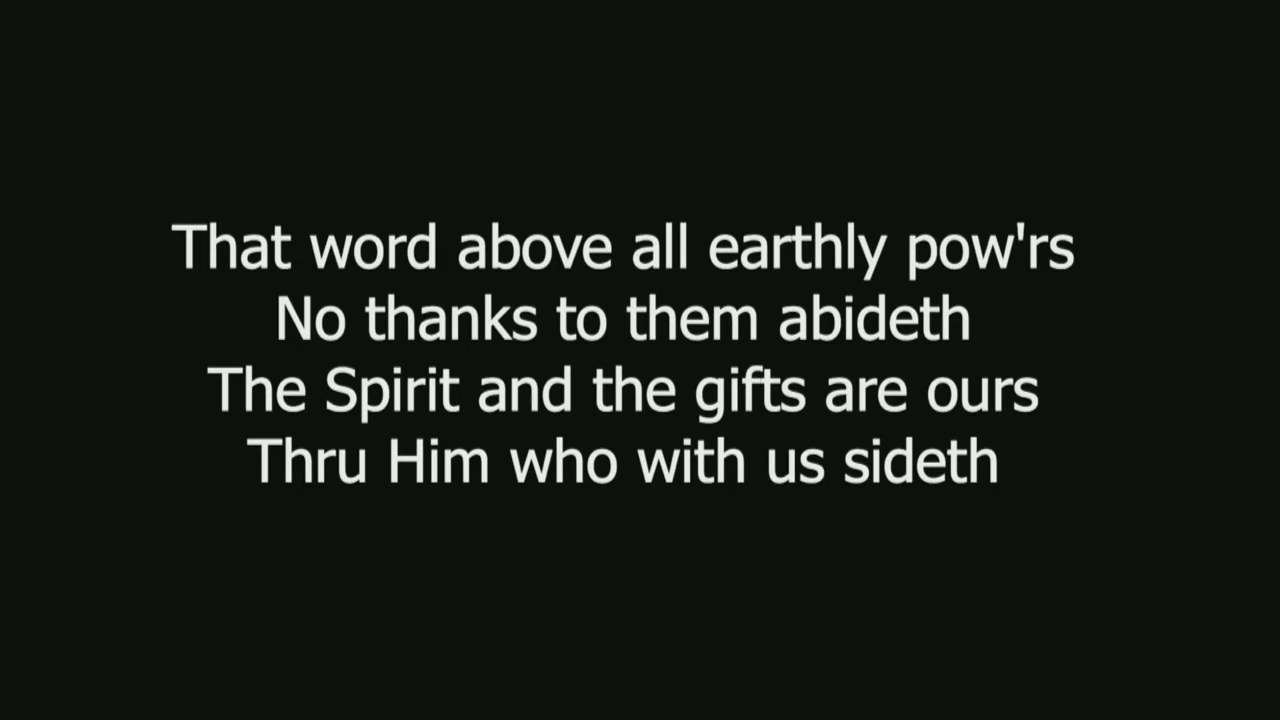 That word above all earthly pow'rs
No thanks to them abideth
The Spirit and the gifts are ours
Thru Him who with us sideth